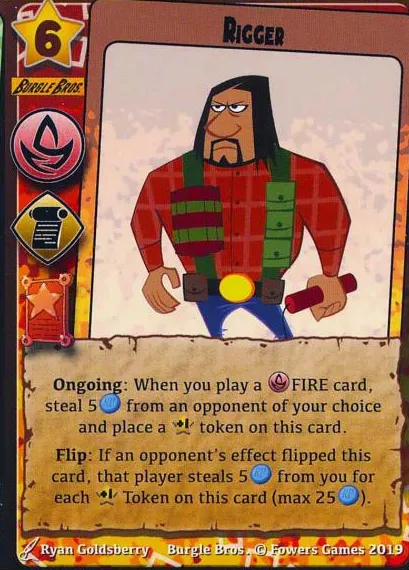 6
RIGGER
BURGLE BROS.
Ongoing: When you play a FIRE card,
steal 5 from an opponent of your choice
and place a +1 token on this card.
Flip: If an opponent's effect flipped this
card, that player steals 5 from you for
each +1 Token on this card (max 25).
Ryan Goldsberry Burgle Bros. © Fowers Games 2019